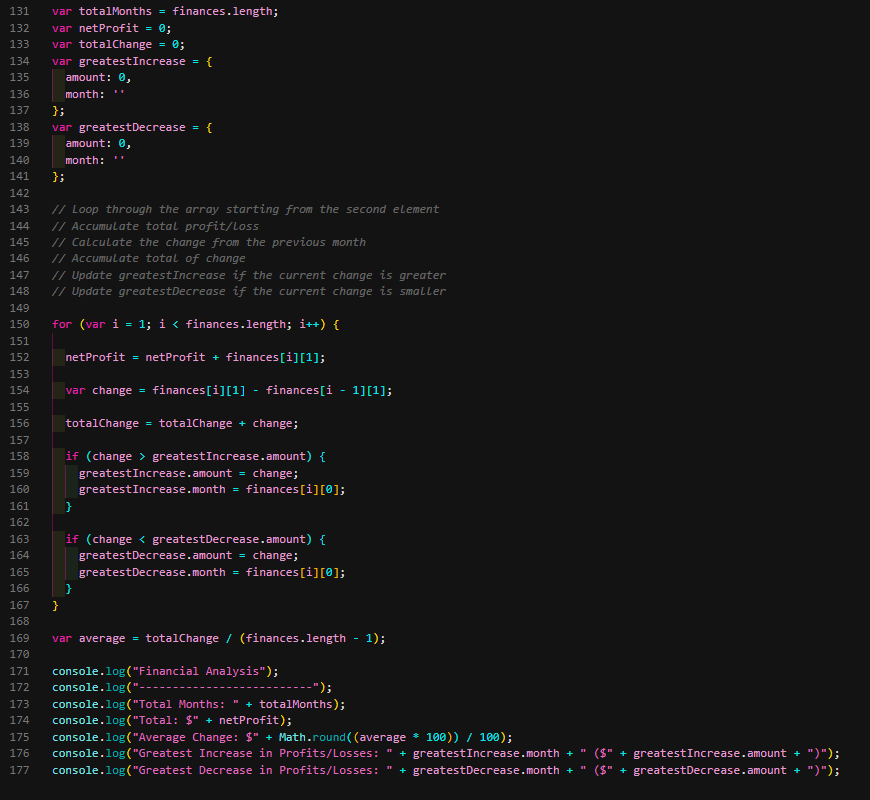 131 var totalMonths = finances.length;
132 var netProfit = 0;
133 var totalChange = 0;
134 var greatestIncrease = {
135   amount: 0,
136   month: ''
137 };
138 var greatestDecrease = {
139   amount: 0,
140   month: ''
141 };
142
143 // Loop through the array starting from the second element
144 // Accumulate total profit/loss
145 // Calculate the change from the previous month
146 // Accumulate total of change
147 // Update greatestIncrease if the current change is greater
148 // Update greatestDecrease if the current change is smaller
149
150 for (var i = 1; i < finances.length; i++) {
151
152   netProfit = netProfit + finances[i][1];
153
154   var change = finances[i][1] - finances[i - 1][1];
155
156   totalChange = totalChange + change;
157
158   if (change > greatestIncrease.amount) {
159     greatestIncrease.amount = change;
160     greatestIncrease.month = finances[i][0];
161   }
162
163   if (change < greatestDecrease.amount) {
164     greatestDecrease.amount = change;
165     greatestDecrease.month = finances[i][0];
166   }
167 }
168
169 var average = totalChange / (finances.length - 1);
170
171 console.log("Financial Analysis");
172 console.log("--------------------------");
173 console.log("Total Months: " + totalMonths);
174 console.log("Total: $" + netProfit);
175 console.log("Average Change: $" + Math.round((average * 100)) / 100);
176 console.log("Greatest Increase in Profits/Losses: " + greatestIncrease.month + " ($" + greatestIncrease.amount + ")");
177 console.log("Greatest Decrease in Profits/Losses: " + greatestDecrease.month + " ($" + greatestDecrease.amount + ")");